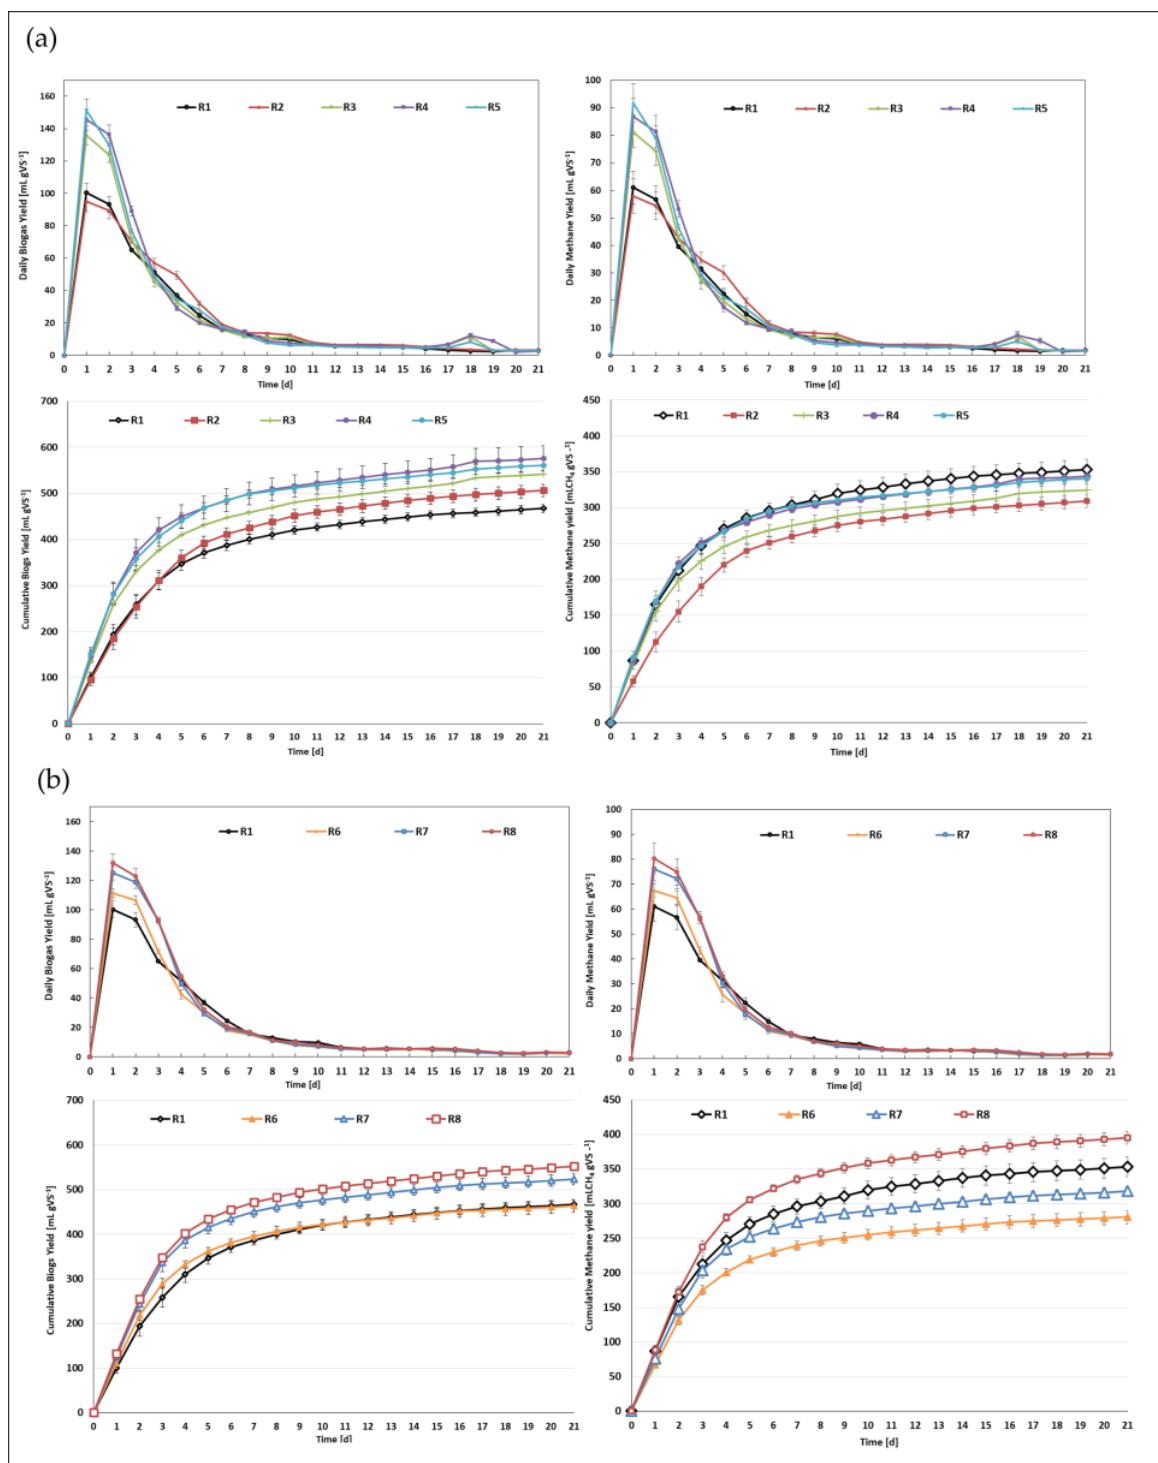 (a)
R1 R2 R3 R4 R5
Daily Biogas Yield [mL gVS⁻¹]
160
140
120
100
80
60
40
20
0
0 1 2 3 4 5 6 7 8 9 10 11 12 13 14 15 16 17 18 19 20 21
Time [d]
R1 R2 R3 R4 R5
Daily Methane Yield [mL gVS⁻¹]
100
90
80
70
60
50
40
30
20
10
0
0 1 2 3 4 5 6 7 8 9 10 11 12 13 14 15 16 17 18 19 20 21
Time [d]
R1 R2 R3 R4 R5
Cumulative Biogs Yield [mL gVS⁻¹]
700
600
500
400
300
200
100
0
0 1 2 3 4 5 6 7 8 9 10 11 12 13 14 15 16 17 18 19 20 21
Time [d]
R1 R2 R3 R4 R5
Cumulative Methane yield [mLCH₄ gVS ⁻¹]
450
400
350
300
250
200
150
100
50
0
0 1 2 3 4 5 6 7 8 9 10 11 12 13 14 15 16 17 18 19 20 21
Time [d]
(b)
R1 R6 R7 R8
Daily Biogas Yield [mL gVS⁻¹]
160
140
120
100
80
60
40
20
0
0 1 2 3 4 5 6 7 8 9 10 11 12 13 14 15 16 17 18 19 20 21
Time [d]
R1 R6 R7 R8
Daily Methane Yield [mL gVS⁻¹]
100
90
80
70
60
50
40
30
20
10
0
0 1 2 3 4 5 6 7 8 9 10 11 12 13 14 15 16 17 18 19 20 21
Time [d]
R1 R6 R7 R8
Cumulative Biogs Yield [mL gVS⁻¹]
700
600
500
400
300
200
100
0
0 1 2 3 4 5 6 7 8 9 10 11 12 13 14 15 16 17 18 19 20 21
Time [d]
R1 R6 R7 R8
Cumulative Methane yield [mLCH₄ gVS ⁻¹]
450
400
350
300
250
200
150
100
50
0
0 1 2 3 4 5 6 7 8 9 10 11 12 13 14 15 16 17 18 19 20 21
Time [d]